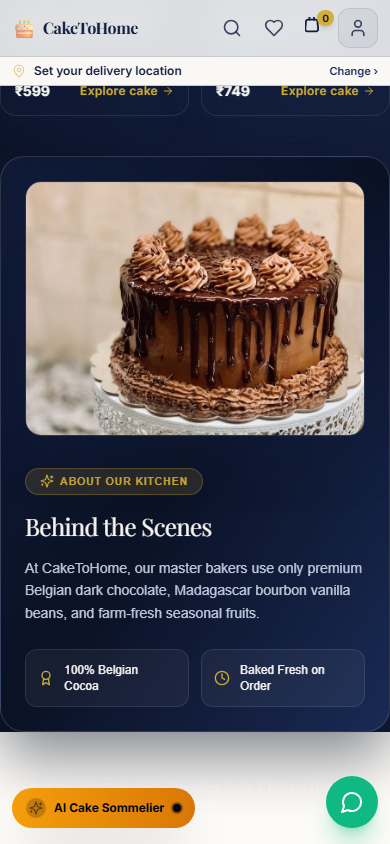 CakeToHome
0
Set your delivery location
Change ›
₹599
Explore cake →
₹749
Explore cake →
ABOUT OUR KITCHEN
Behind the Scenes
At CakeToHome, our master bakers use only premium
Belgian dark chocolate, Madagascar bourbon vanilla
beans, and farm-fresh seasonal fruits.
100% Belgian
Cocoa
Baked Fresh on
Order
AI Cake Sommelier